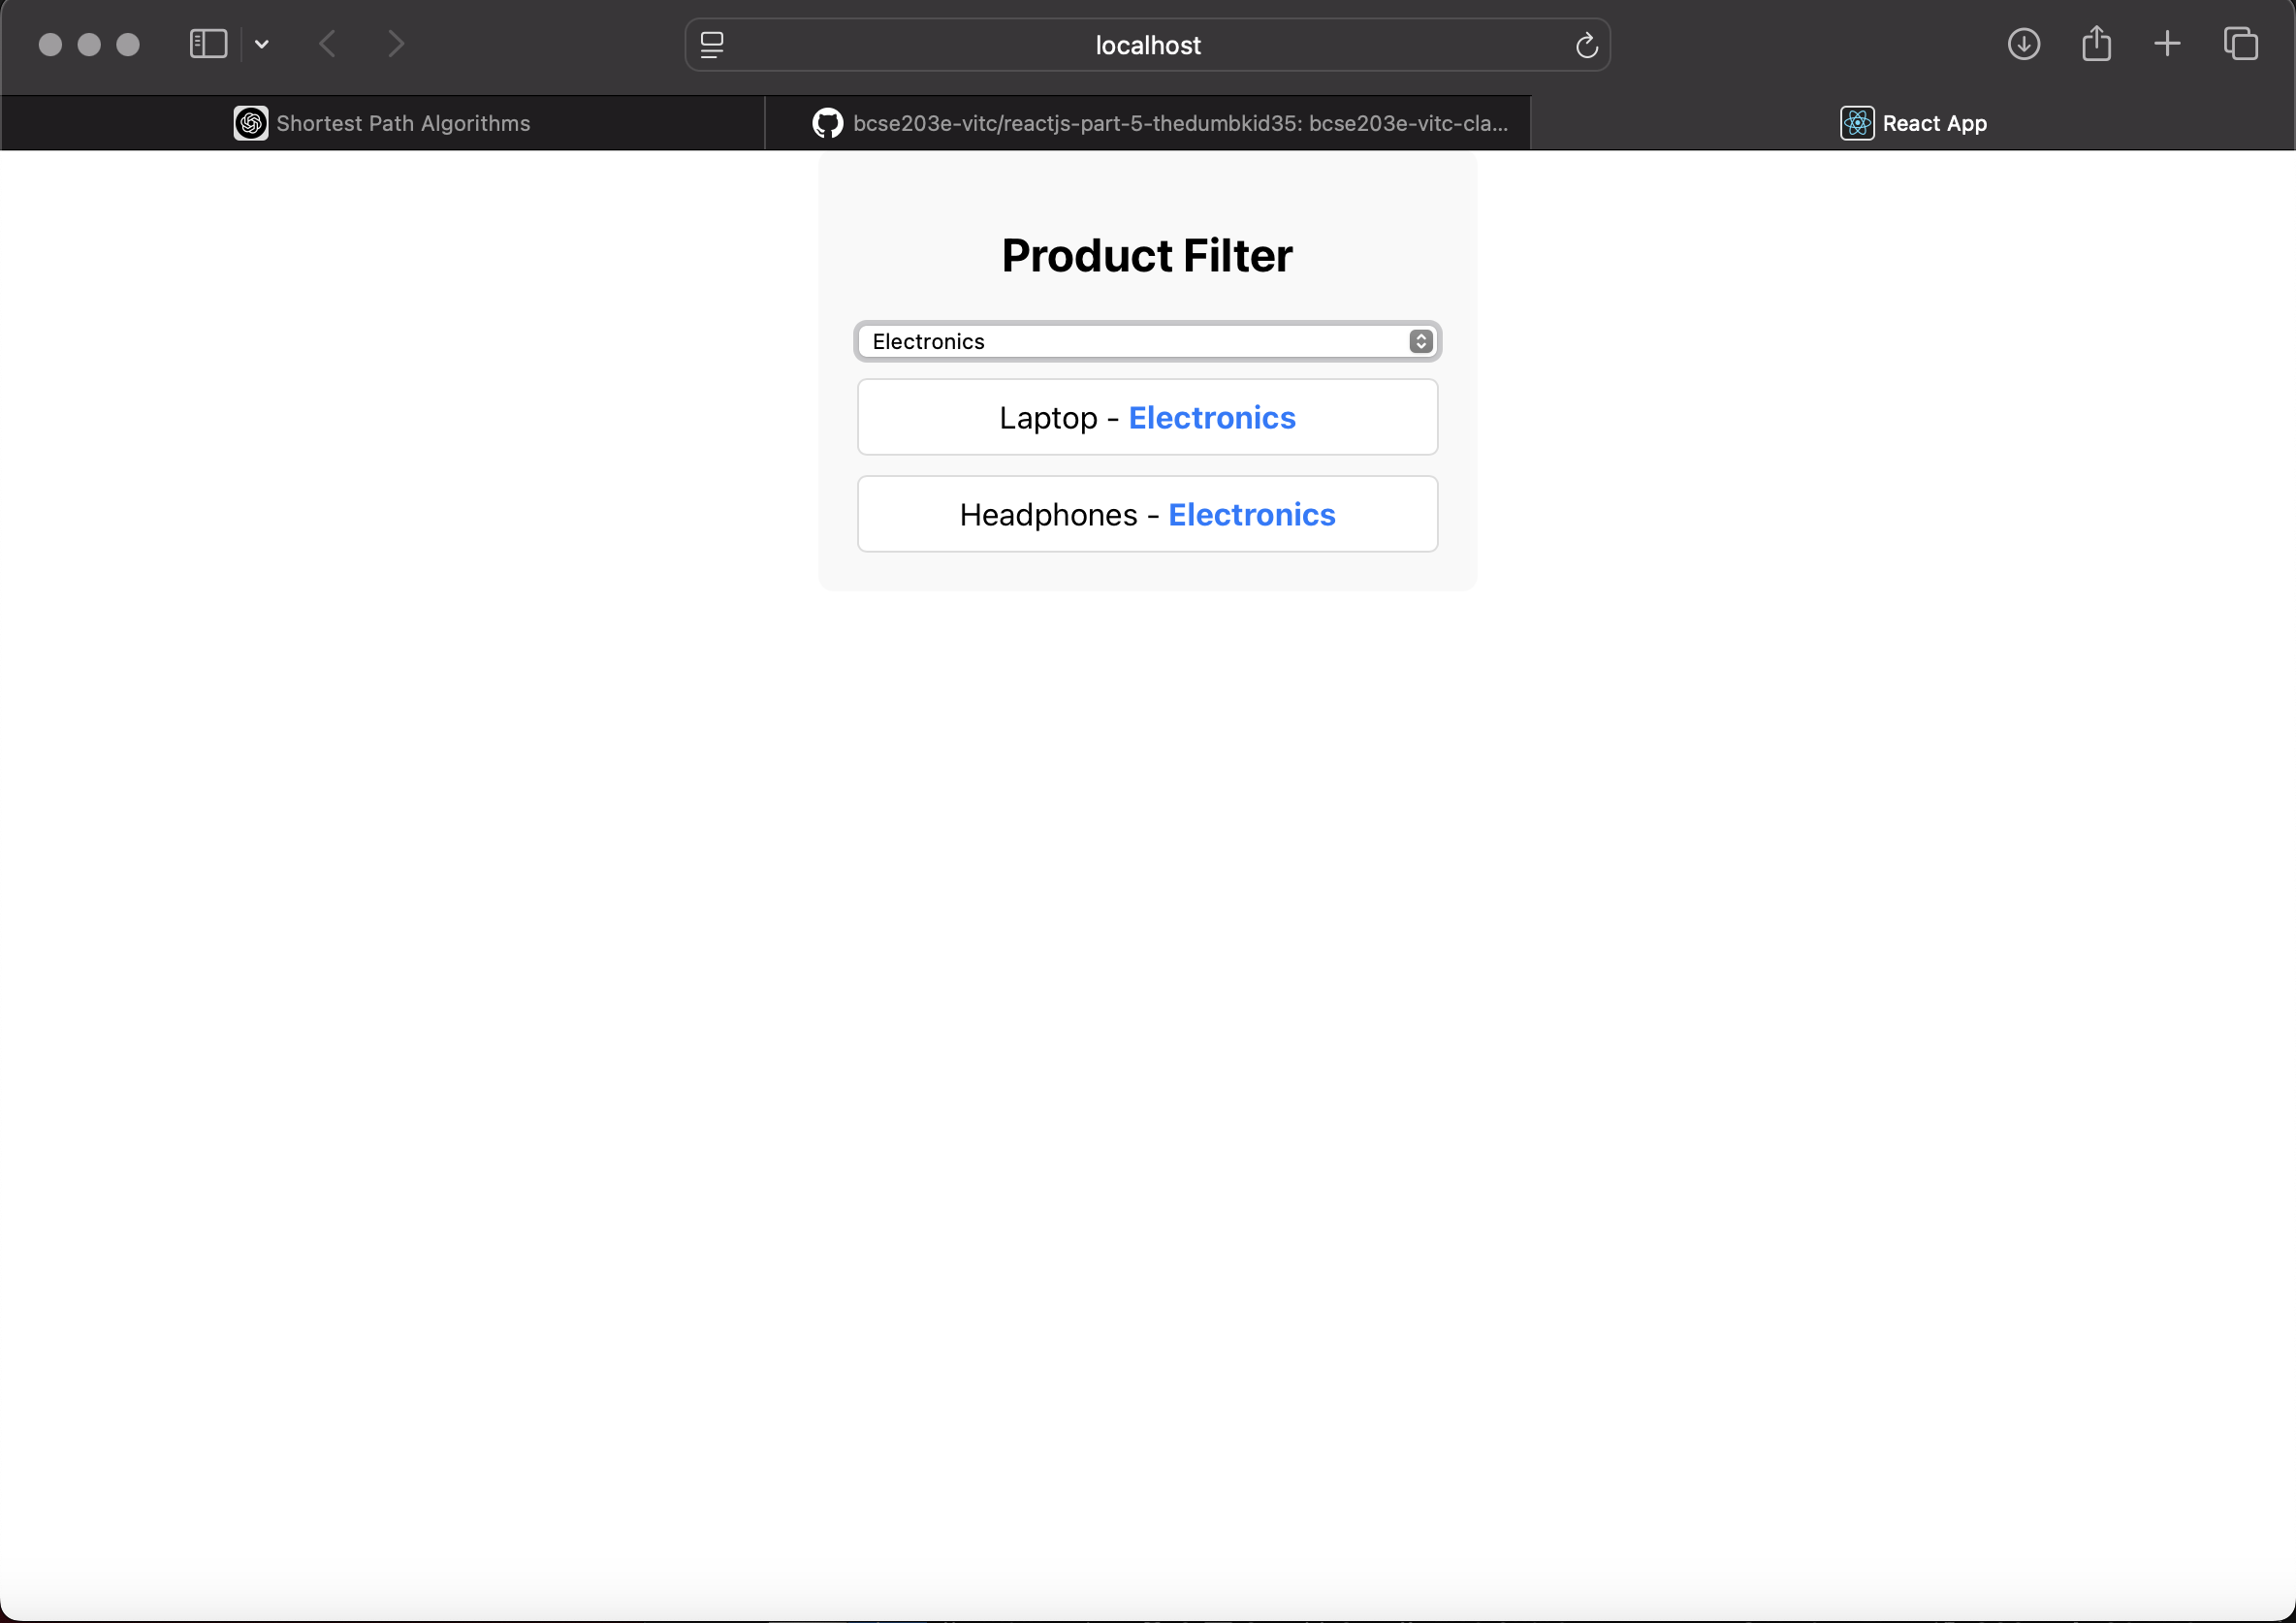 localhost
Shortest Path Algorithms
bcse203e-vitc/reactjs-part-5-thedumbkid35: bcse203e-vitc-cla...
React App
Product Filter
Electronics
Laptop - Electronics
Headphones - Electronics